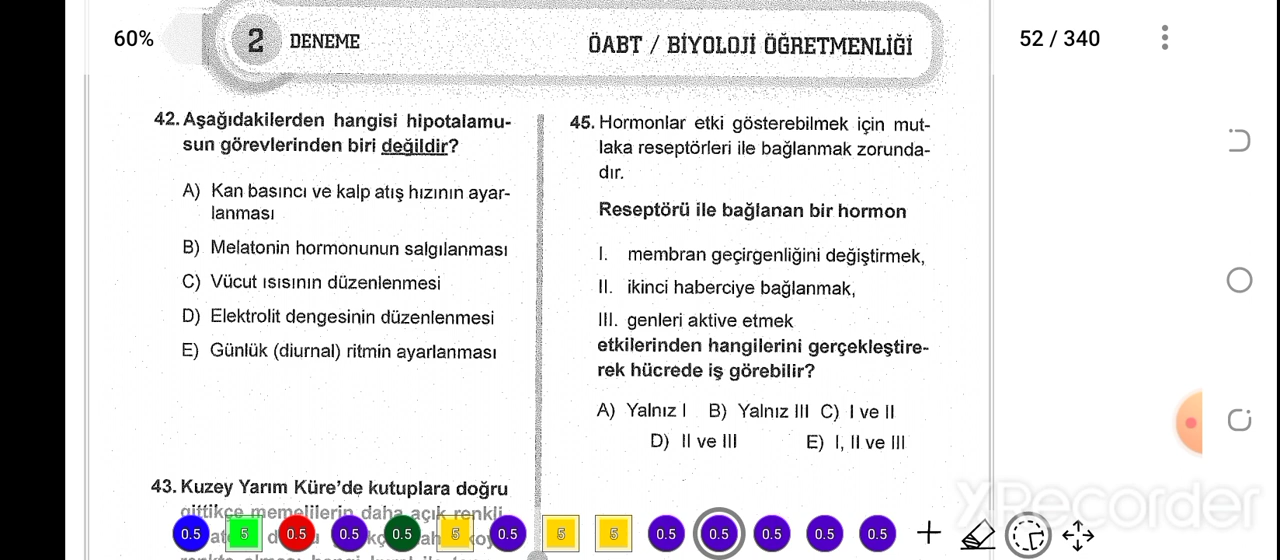 60%
2 DENEME
ÖABT / BİYOLOJİ ÖĞRETMENLİĞİ
52 / 340
42. Aşağıdakilerden hangisi hipotalamu-
sun görevlerinden biri değildir?
A) Kan basıncı ve kalp atış hızının ayar-
lanması
B) Melatonin hormonunun salgılanması
C) Vücut ısısının düzenlenmesi
D) Elektrolit dengesinin düzenlenmesi
E) Günlük (diurnal) ritmin ayarlanması
43. Kuzey Yarım Küre'de kutuplara doğru
gittikçe memelilerin daha açık renkli
45. Hormonlar etki gösterebilmek için mut-
laka reseptörleri ile bağlanmak zorunda-
dır.
Reseptörü ile bağlanan bir hormon
I. membran geçirgenliğini değiştirmek,
II. ikinci haberciye bağlanmak,
III. genleri aktive etmek
etkilerinden hangilerini gerçekleştire-
rek hücrede iş görebilir?
A) Yalnız I B) Yalnız III C) I ve II
D) II ve III E) I, II ve III
0.5 5 0.5 0.5 0.5 5 0.5 5 5 0.5 0.5 0.5 0.5 0.5
XRecorder